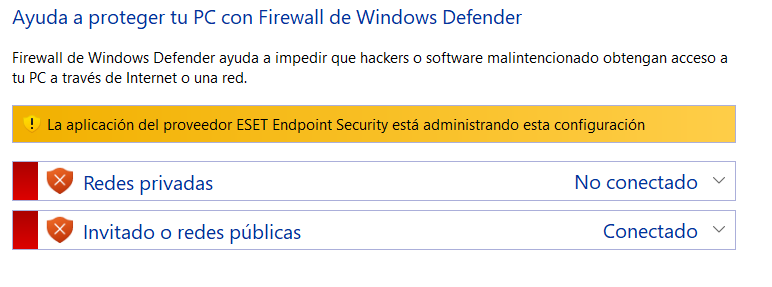 Ayuda a proteger tu PC con Firewall de Windows Defender
Firewall de Windows Defender ayuda a impedir que hackers o software malintencionado obtengan acceso a
tu PC a través de Internet o una red.
La aplicación del proveedor ESET Endpoint Security está administrando esta configuración
Redes privadas No conectado
Invitado o redes públicas Conectado